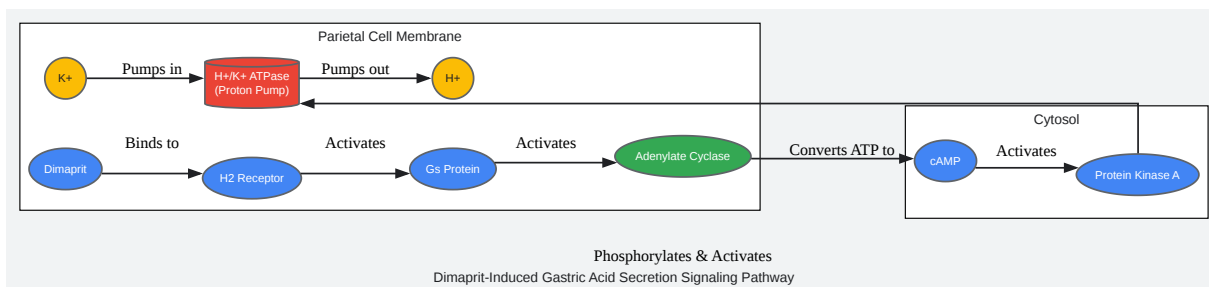 Parietal Cell Membrane
K+
Pumps in
H+/K+ ATPase
(Proton Pump)
Pumps out
H+
Dimaprit
Binds to
H2 Receptor
Activates
Gs Protein
Activates
Adenylate Cyclase
Converts ATP to
Cytosol
cAMP
Activates
Protein Kinase A
Phosphorylates & Activates
Dimaprit-Induced Gastric Acid Secretion Signaling Pathway